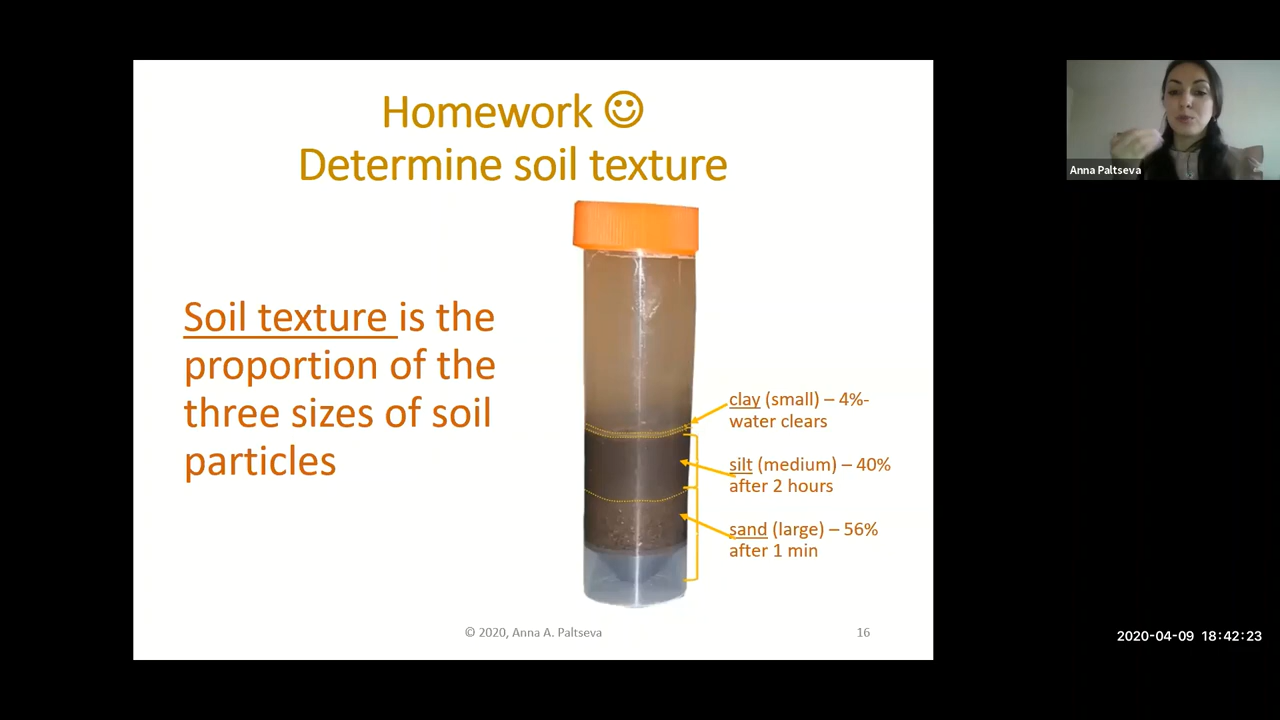 Homework ☺
Determine soil texture
Soil texture is the
proportion of the
three sizes of soil
particles
clay (small) – 4%-
water clears
silt (medium) – 40%
after 2 hours
sand (large) – 56%
after 1 min
© 2020, Anna A. Paltseva
16
Anna Paltseva
2020-04-09 18:42:23